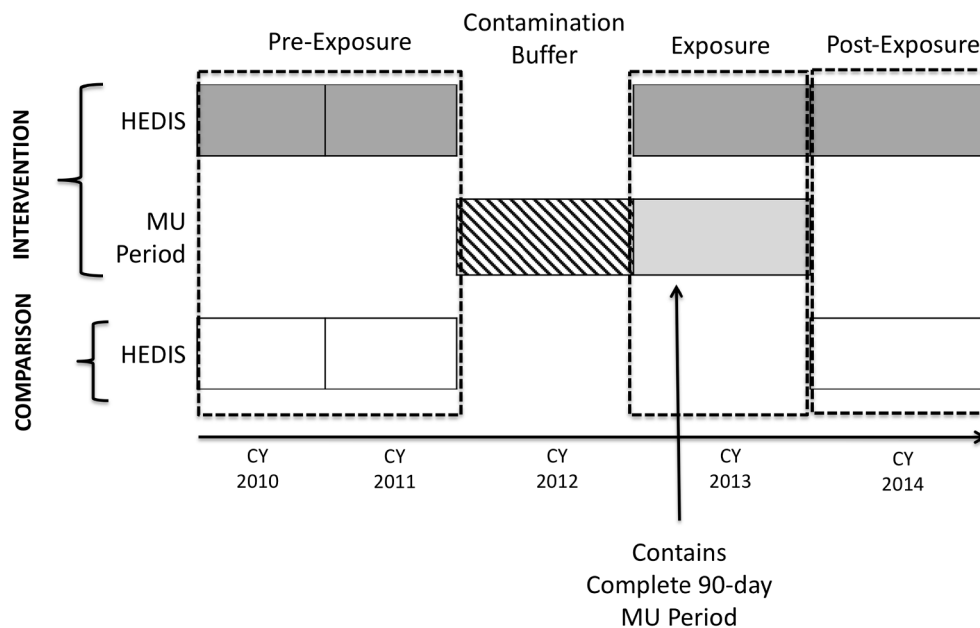 Pre-Exposure
Contamination
Buffer
Exposure
Post-Exposure
INTERVENTION
HEDIS
MU
Period
COMPARISON
HEDIS
CY
2010
CY
2011
CY
2012
CY
2013
CY
2014
Contains
Complete 90-day
MU Period